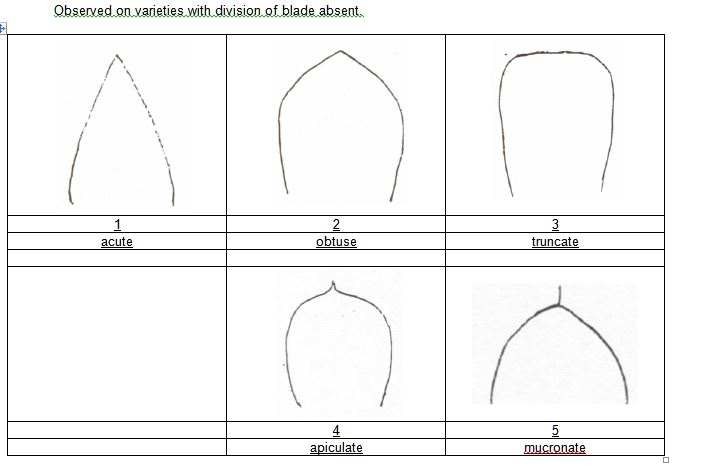 Observed on varieties with division of blade absent.
1
2
3
acute
obtuse
truncate
4
5
apiculate
mucronate